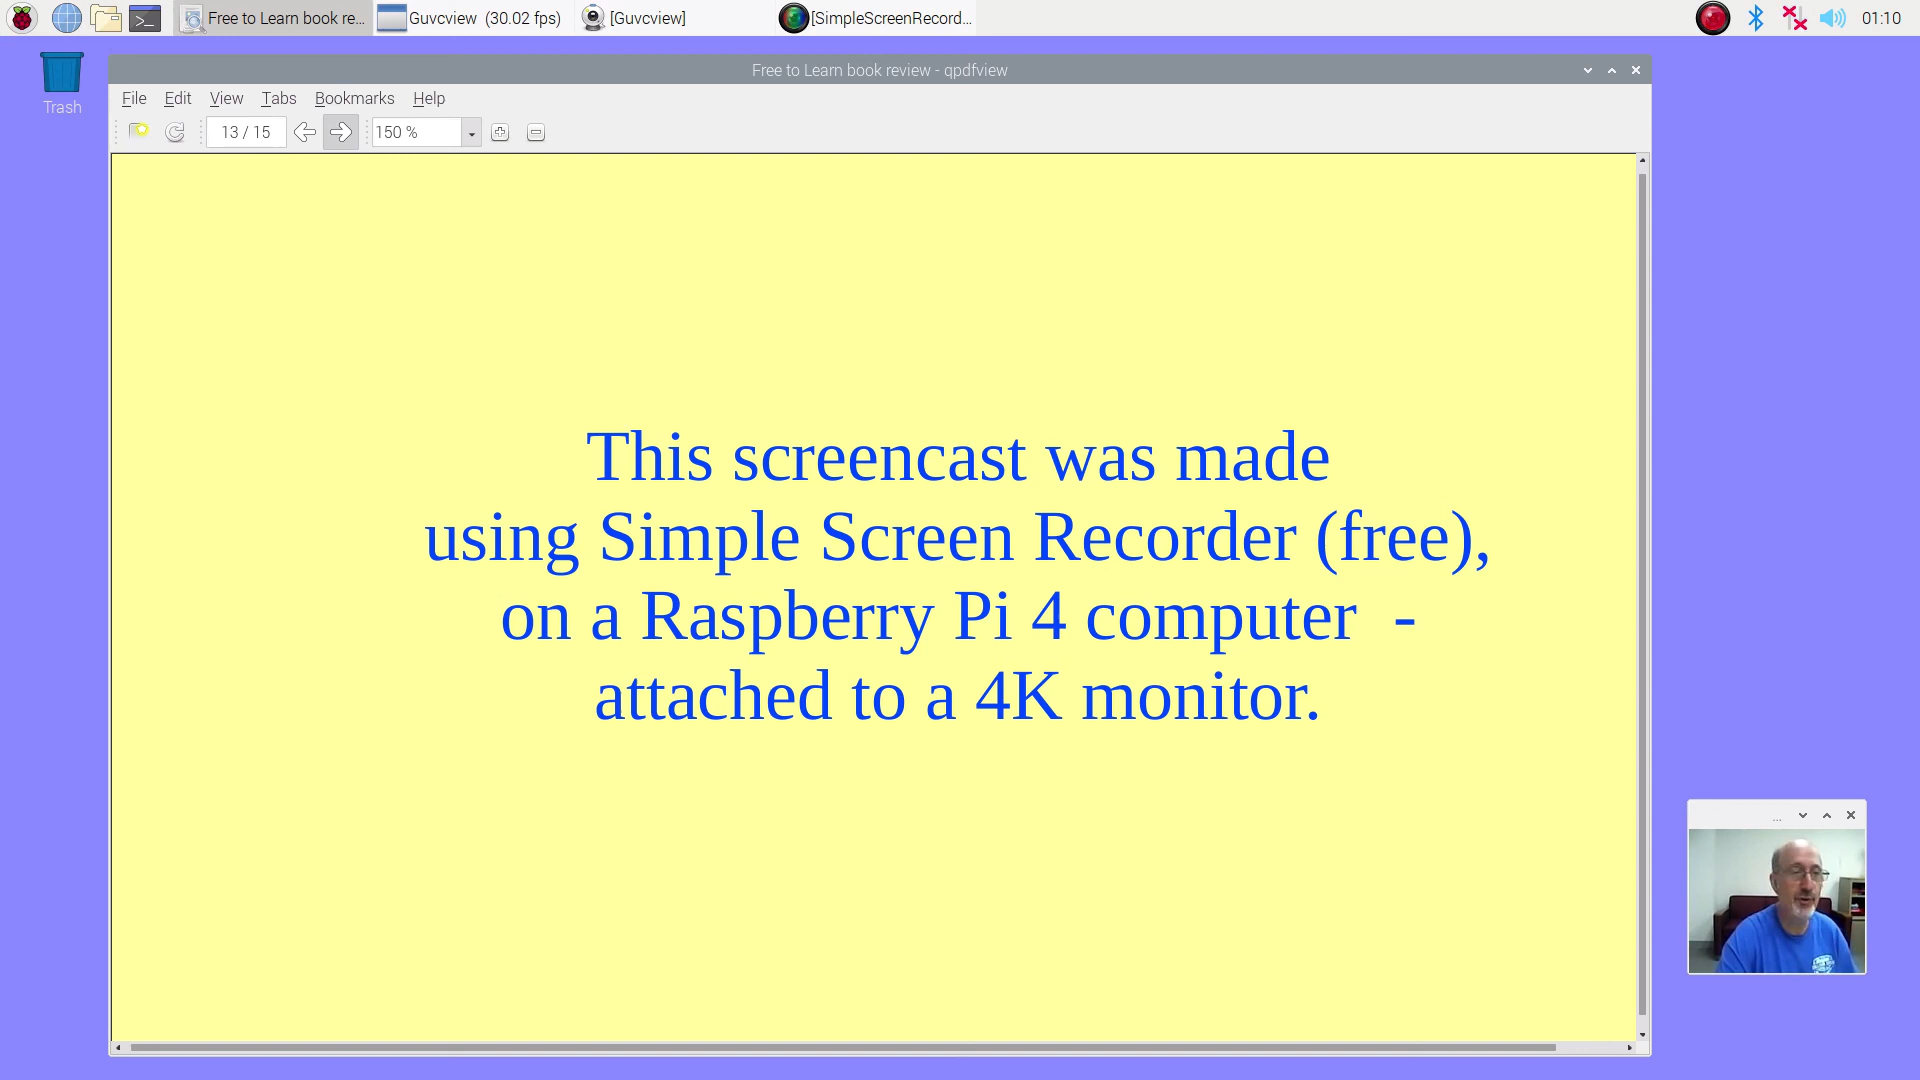 Free to Learn book re...
Guvcview (30.02 fps)
[Guvcview]
[SimpleScreenRecord...
01:10
Trash
Free to Learn book review - qpdfview
File Edit View Tabs Bookmarks Help
13 / 15
150 %
This screencast was made
using Simple Screen Recorder (free),
on a Raspberry Pi 4 computer -
attached to a 4K monitor.
...